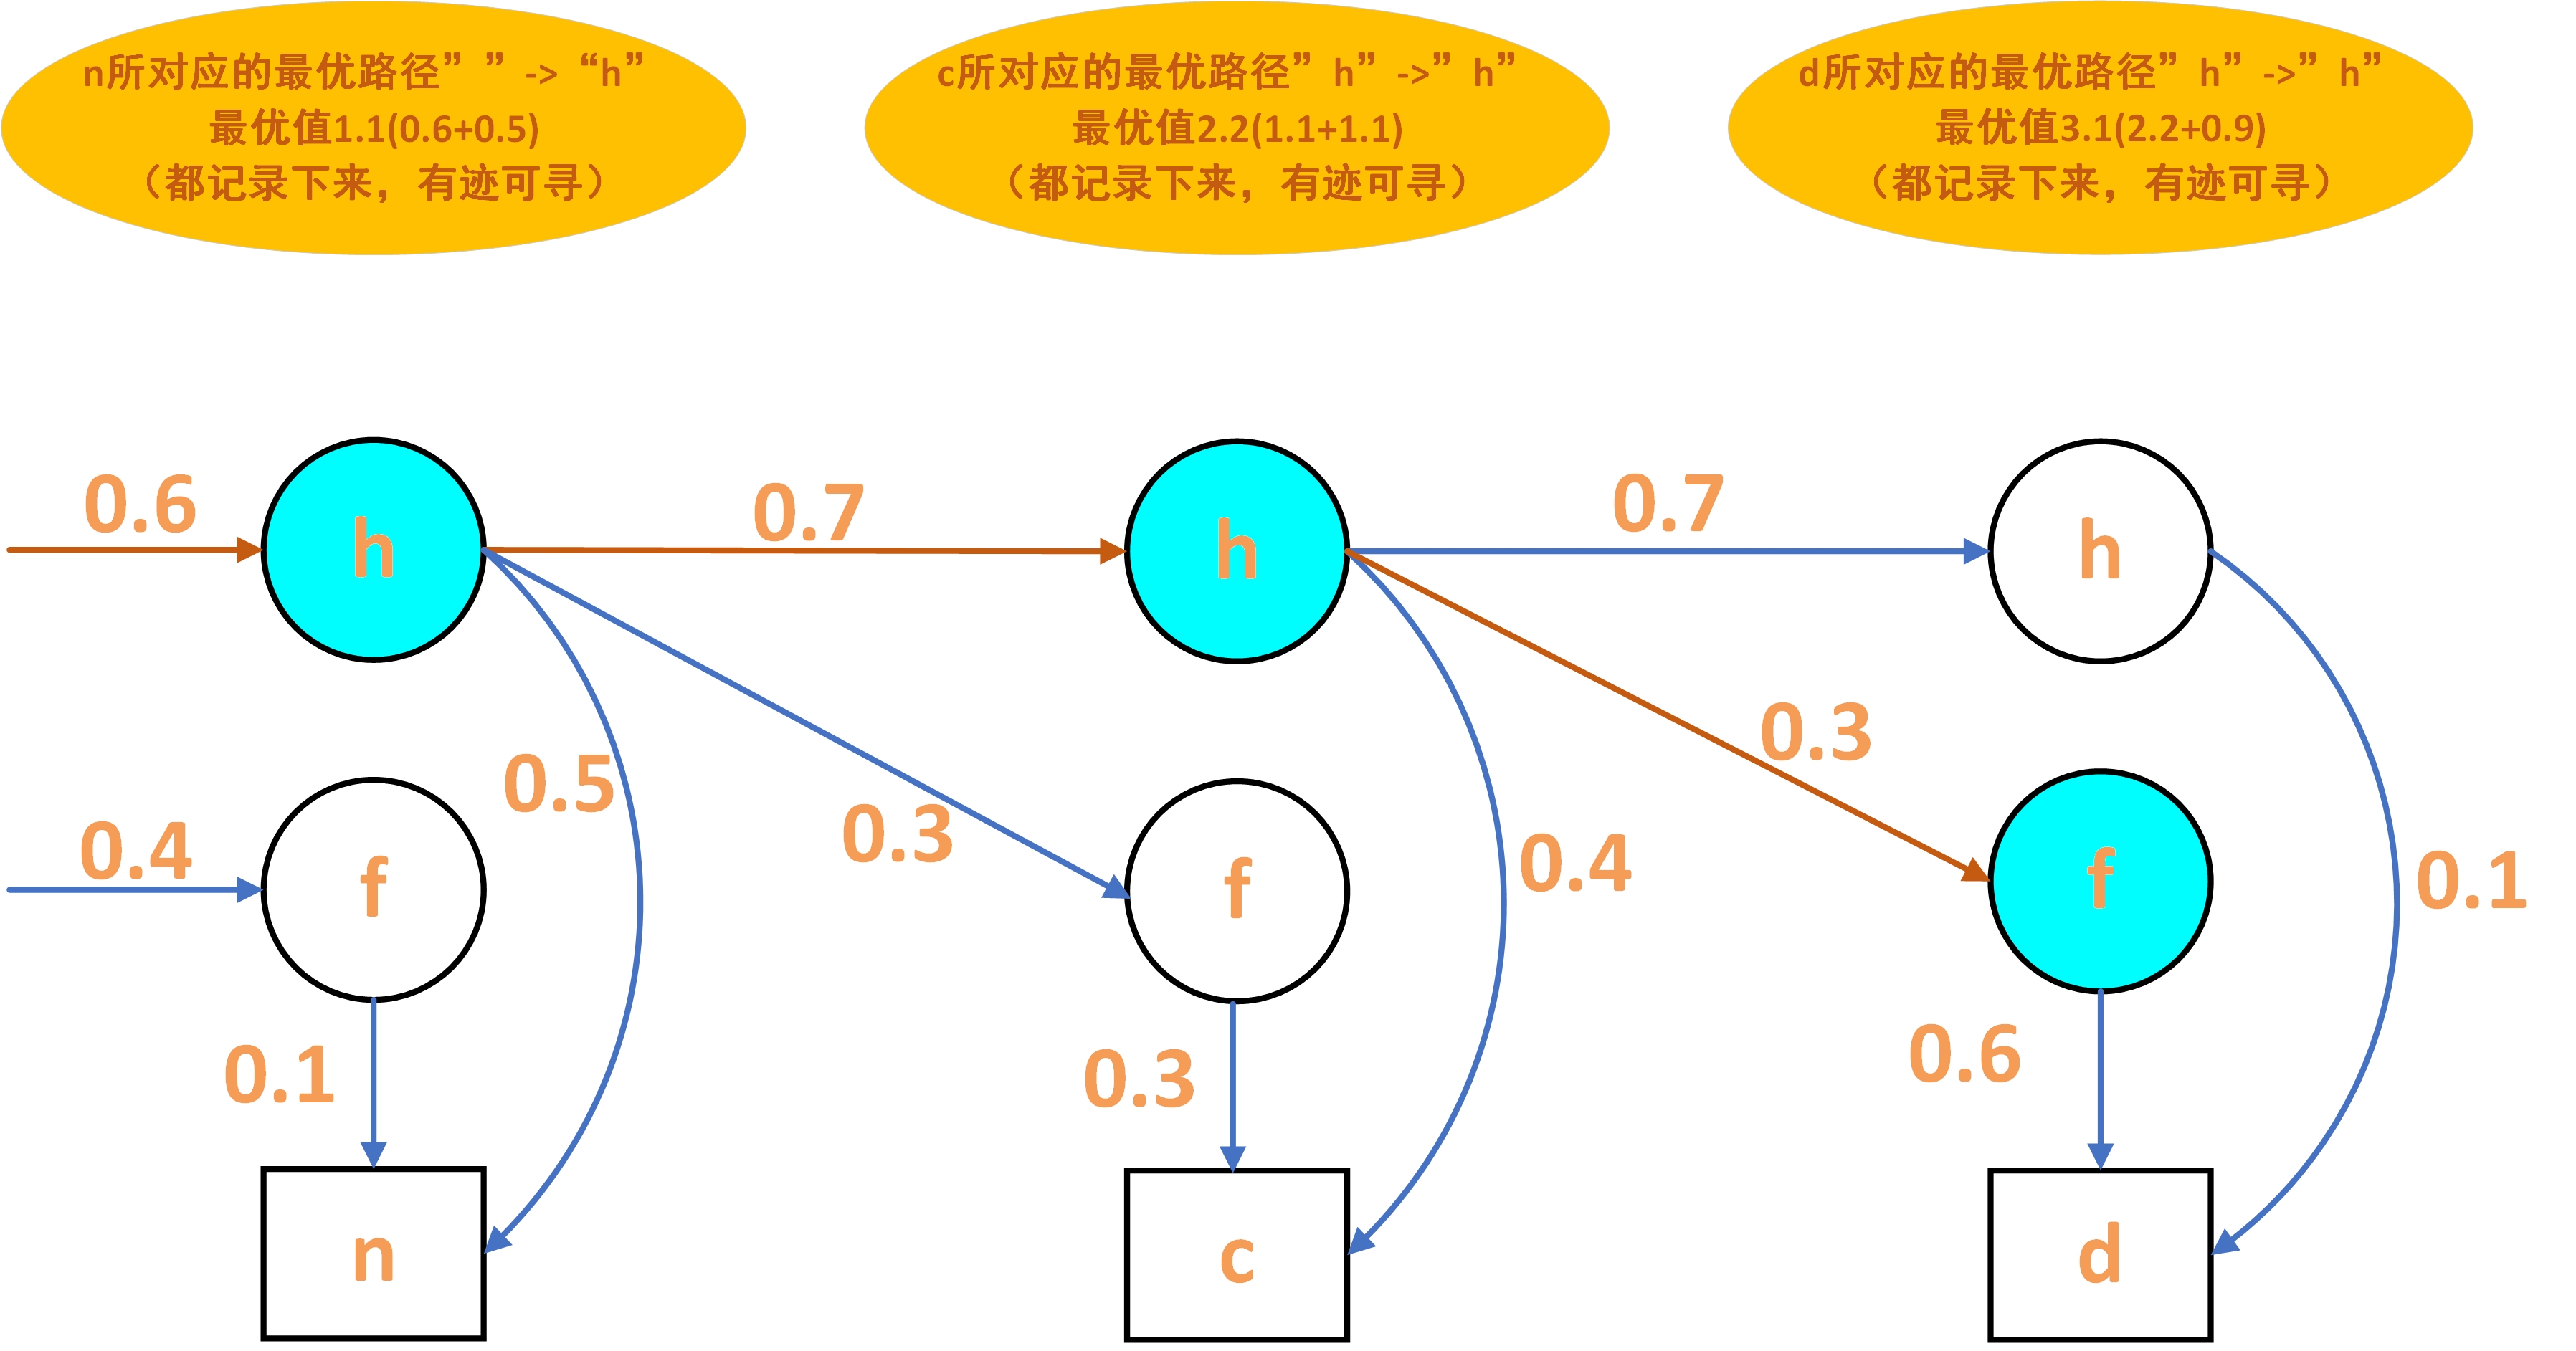 n所对应的最优路径” ” -> “h”
最优值1.1(0.6+0.5)
（都记录下来，有迹可寻）
c所对应的最优路径”h”->”h”
最优值2.2(1.1+1.1)
（都记录下来，有迹可寻）
d所对应的最优路径”h”->”h”
最优值3.1(2.2+0.9)
（都记录下来，有迹可寻）
0.6
h
0.7
h
0.7
h
0.5
0.3
0.3
0.4
f
f
0.4
f
0.1
0.1
0.3
0.6
n
c
d